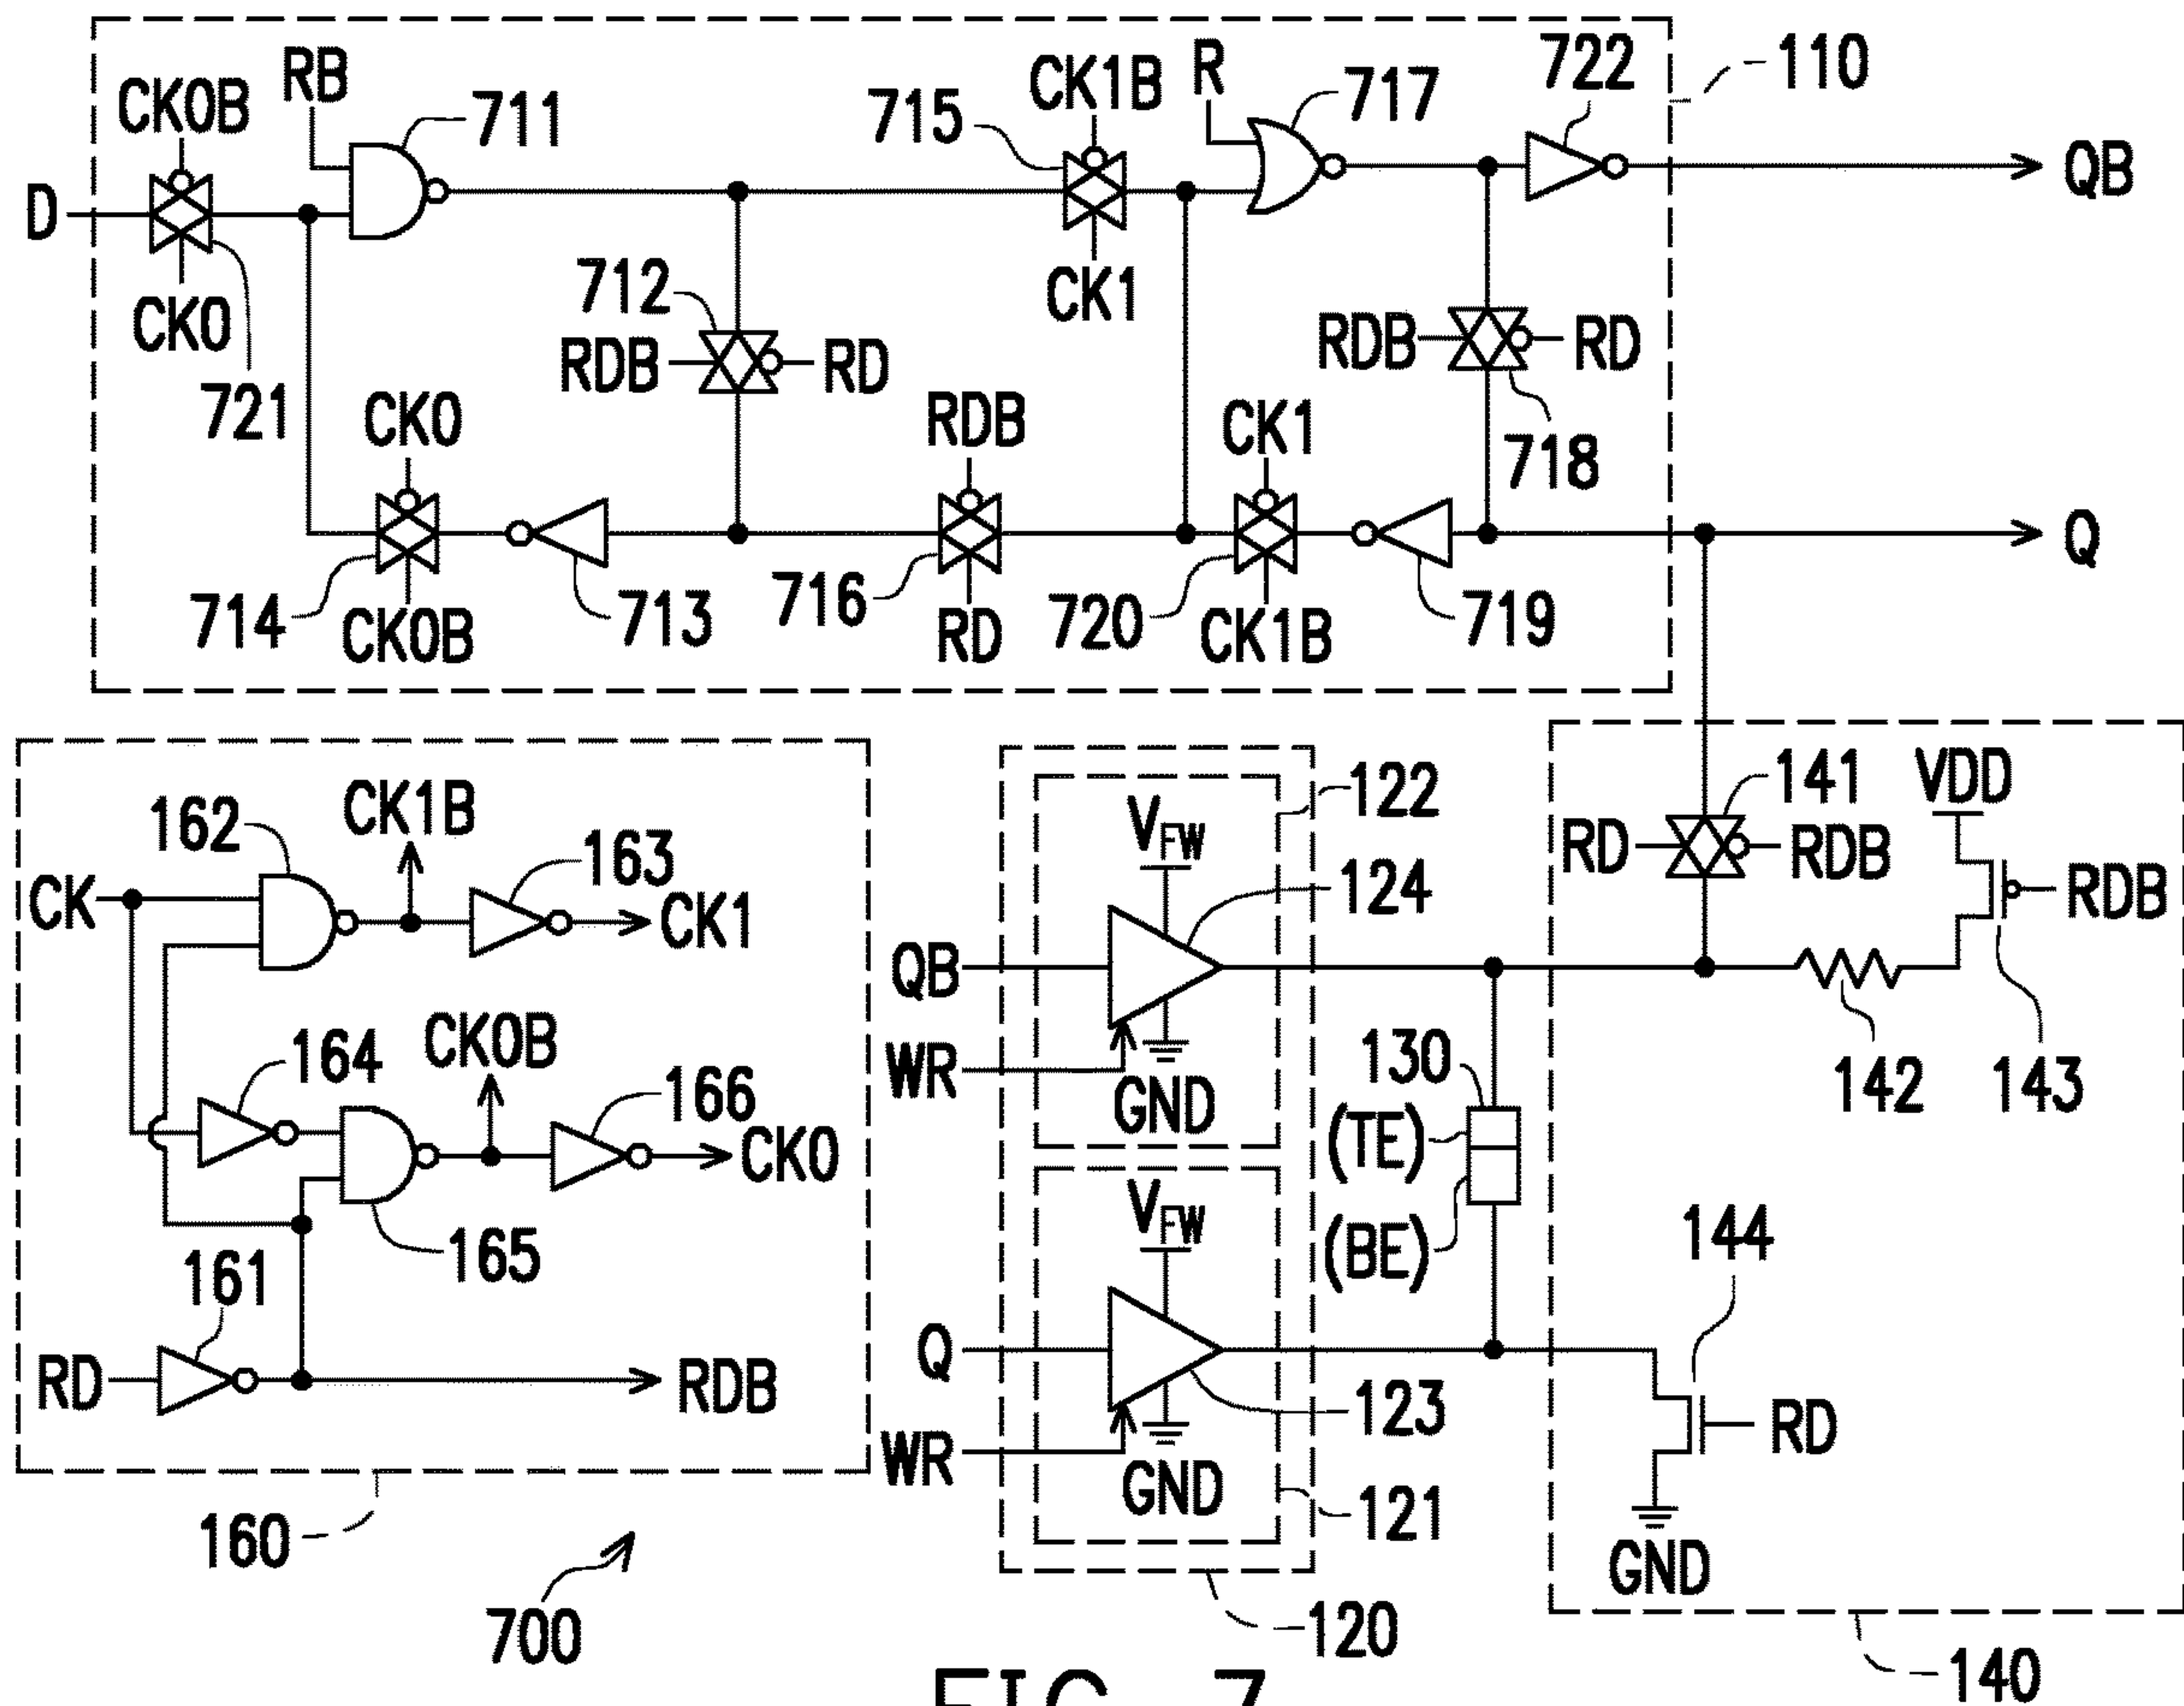 RB
CK0B
711
D
CK0
721
715
CK1B
CK1
R
717
722
110
QB
712
RDB
RD
RDB
RD
718
CK0
714
CK0B
713
RDB
716
RD
CK1
720
CK1B
719
Q
162
CK1B
163
CK
CK1
164
CK0B
166
CK0
165
161
RD
RDB
160
700
122
VFW
124
QB
WR
GND
130
(TE)
(BE)
VFW
Q
123
WR
GND
121
120
141
VDD
RD
RDB
RDB
142
143
144
RD
GND
140
FIG. 7